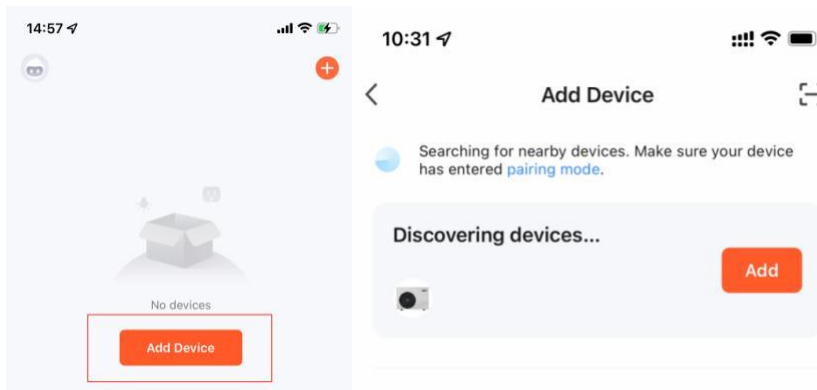 14:57
No devices
Add Device
10:31
Add Device
Searching for nearby devices. Make sure your device
has entered pairing mode.
Discovering devices...
Add